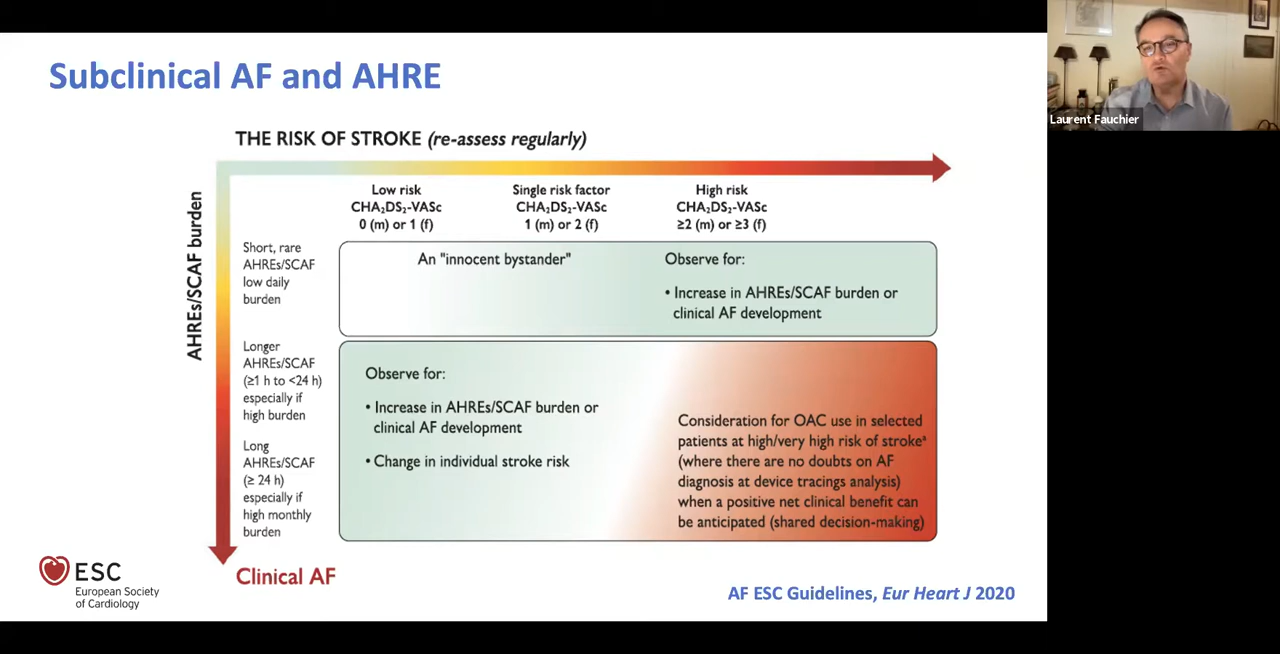 Subclinical AF and AHRE
Laurent Fauchier
THE RISK OF STROKE (re-assess regularly)
AHREs/SCAF burden
Low risk
CHA₂DS₂-VASc
0 (m) or 1 (f)
Single risk factor
CHA₂DS₂-VASc
1 (m) or 2 (f)
High risk
CHA₂DS₂-VASc
≥2 (m) or ≥3 (f)
Short, rare
AHREs/SCAF
low daily
burden
An "innocent bystander"
Observe for:
• Increase in AHREs/SCAF burden or
clinical AF development
Longer
AHREs/SCAF
(≥1 h to <24 h)
especially if
high burden
Long
AHREs/SCAF
(≥ 24 h)
especially if
high monthly
burden
Observe for:
• Increase in AHREs/SCAF burden or
clinical AF development
• Change in individual stroke risk
Consideration for OAC use in selected
patients at high/very high risk of strokeᵃ
(where there are no doubts on AF
diagnosis at device tracings analysis)
when a positive net clinical benefit can
be anticipated (shared decision-making)
Clinical AF
ESC
European Society
of Cardiology
AF ESC Guidelines, Eur Heart J 2020